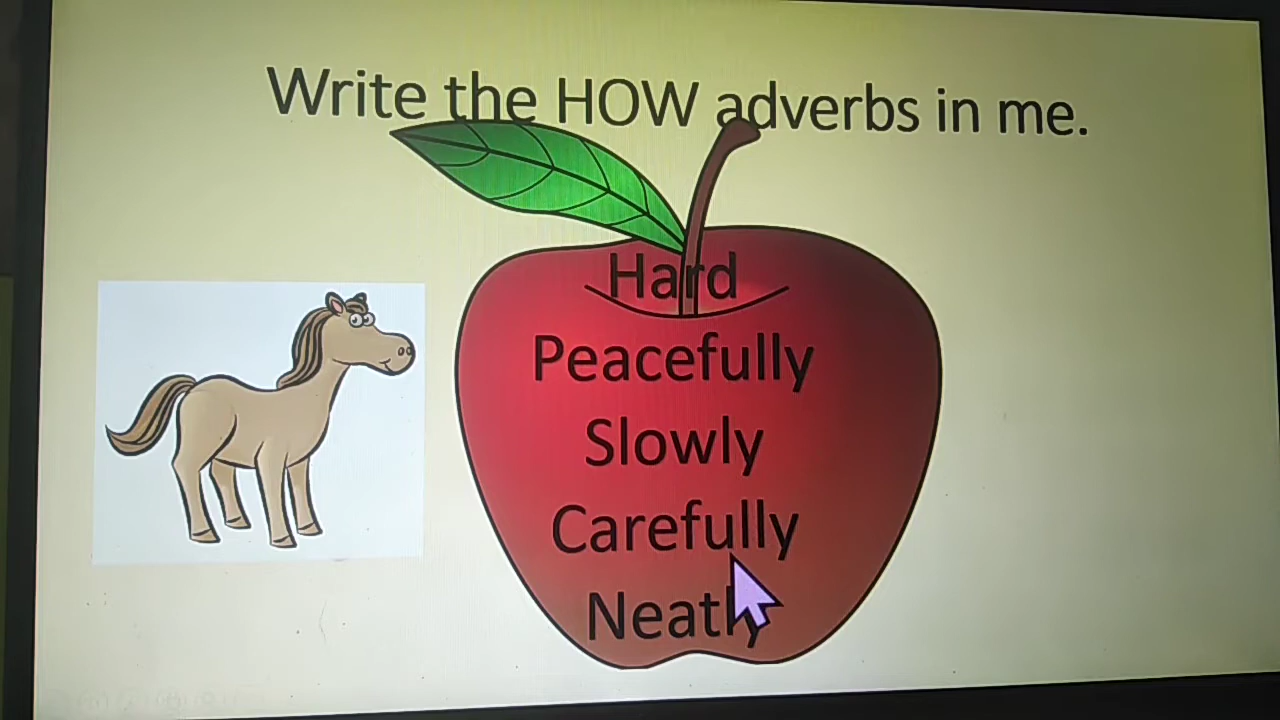 Write the HOW adverbs in me.
Hard
Peacefully
Slowly
Carefully
Neatly